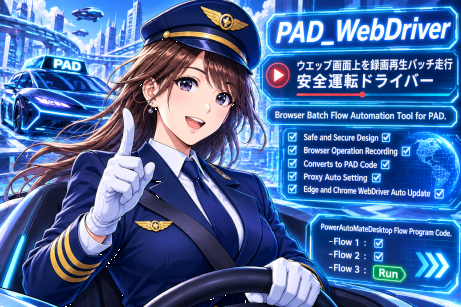 PAD
PAD_WebDriver
ウエップ画面上を録画再生バッチ走行
安全運転ドライバー
Browser Batch Flow Automation Tool for PAD.
Safe and Secure Design
Browser Operation Recording
Converts to PAD Code
Proxy Auto Setting
Edge and Chrome WebDriver Auto Update
PowerAutoMateDesktop Flow Program Code.
-Flow 1 :
-Flow 2 :
-Flow 3 : Run